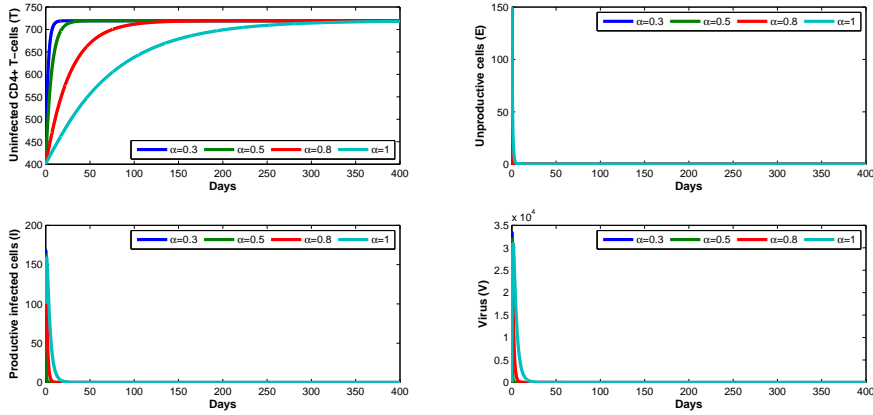 750
700
650
600
550
500
450
400
Uninfected CD4+ T-cells (T)
α=0.3 α=0.5 α=0.8 α=1
0 50 100 150 200 250 300 350 400
Days
150
100
50
0
Unproductive cells (E)
α=0.3 α=0.5 α=0.8 α=1
0 50 100 150 200 250 300 350 400
Days
200
150
100
50
0
Productive infected cells (I)
α=0.3 α=0.5 α=0.8 α=1
0 50 100 150 200 250 300 350 400
Days
x 10^4
3.5
3
2.5
2
1.5
1
0.5
0
Virus (V)
α=0.3 α=0.5 α=0.8 α=1
0 50 100 150 200 250 300 350 400
Days